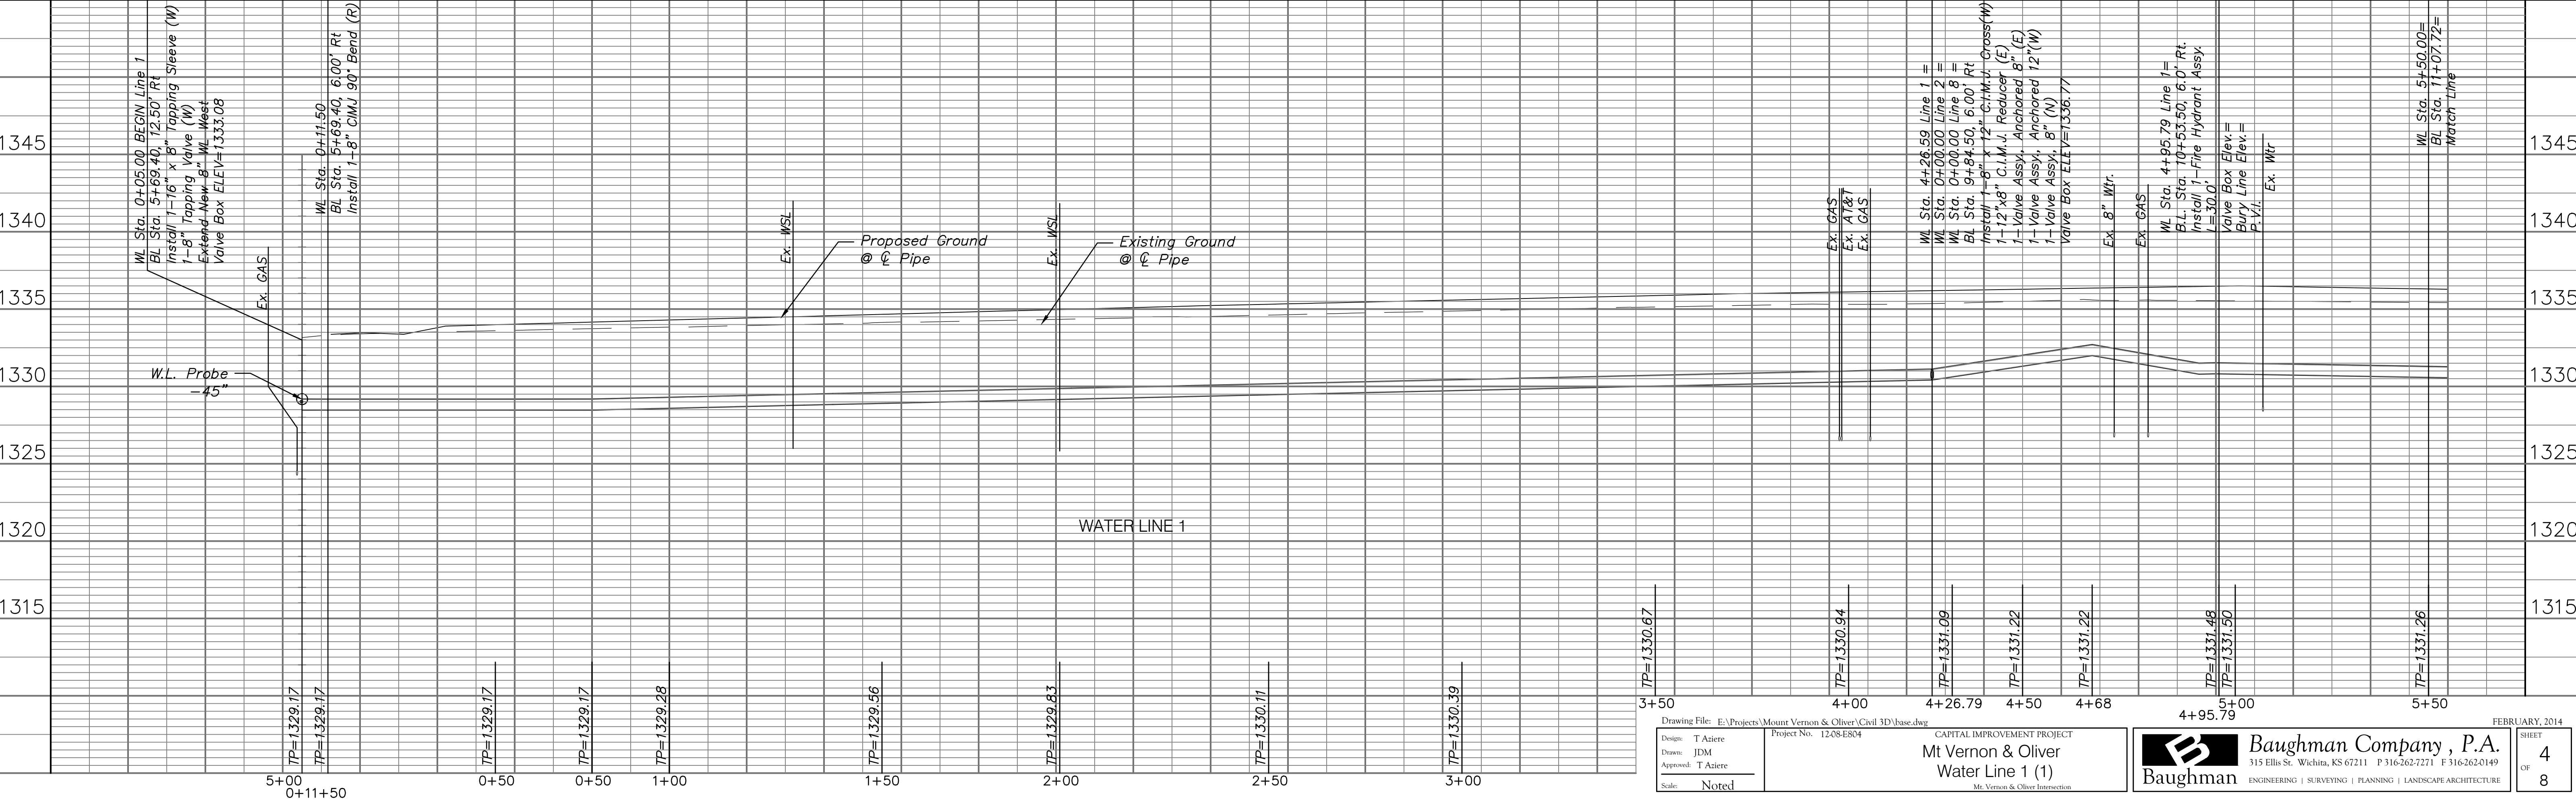 WL Sta. 0+05.00 BEGIN Line 1
BL Sta. 5+69.40, 12.50' Rt
Install 1-16" x 8" Tapping Sleeve (W)
1-8" Tapping Valve (W)
Extend New 8" WL West
Valve Box ELEV=1333.08
WL Sta. 0+11.50
BL Sta. 5+69.40, 6.00' Rt
Install 1-8" CIMJ 90° Bend (R)
Ex. GAS
W.L. Probe
-45"
Ex. WSL
Proposed Ground
@ ℄ Pipe
Ex. WSL
Existing Ground
@ ℄ Pipe
Ex. GAS
Ex. AT&T
Ex. GAS
WL Sta. 4+26.59 Line 1 =
WL Sta. 0+00.00 Line 2 =
WL Sta. 0+00.00 Line 8 =
BL Sta. 9+84.50, 6.00' Rt
Install 1-8" x 12" C.I.M.J. Cross(W)
1-12"x8" C.I.M.J. Reducer (E)
1-Valve Assy., Anchored 8" (E)
1-Valve Assy., Anchored 12"(W)
1-Valve Assy., 8" (N)
Valve Box ELEV=1336.77
Ex. 8" Wtr.
Ex. GAS
WL Sta. 4+95.79 Line 1=
B.L. Sta. 10+53.50, 6.0' Rt.
Install 1-Fire Hydrant Assy.
L=30.0'
Valve Box Elev.=
Bury Line Elev.=
P.V.I.
Ex. Wtr
WL Sta. 5+50.00=
BL Sta. 11+07.72=
Match Line
1345
1340
1335
1330
1325
1320
1315
1345
1340
1335
1330
1325
1320
1315
WATER LINE 1
TP=1329.17
TP=1329.17
TP=1329.17
TP=1329.17
TP=1329.28
TP=1329.56
TP=1329.83
TP=1330.11
TP=1330.39
TP=1330.67
TP=1330.94
TP=1331.09
TP=1331.22
TP=1331.22
TP=1331.48
TP=1331.50
TP=1331.26
5+00
0+11+50
0+50
0+50
1+00
1+50
2+00
2+50
3+00
3+50
4+00
4+26.79
4+50
4+68
5+00
4+95.79
5+50
Drawing File: E:\Projects\Mount Vernon & Oliver\Civil 3D\base.dwg
FEBRUARY, 2014
Design: T Aziere
Drawn: JDM
Approved: T Aziere
Scale: Noted
Project No. 12-08-E804
CAPITAL IMPROVEMENT PROJECT
Mt Vernon & Oliver
Water Line 1 (1)
Mt. Vernon & Oliver Intersection
Baughman
Baughman Company, P.A.
315 Ellis St. Wichita, KS 67211 P 316-262-7271 F 316-262-0149
ENGINEERING | SURVEYING | PLANNING | LANDSCAPE ARCHITECTURE
SHEET
4
OF
8